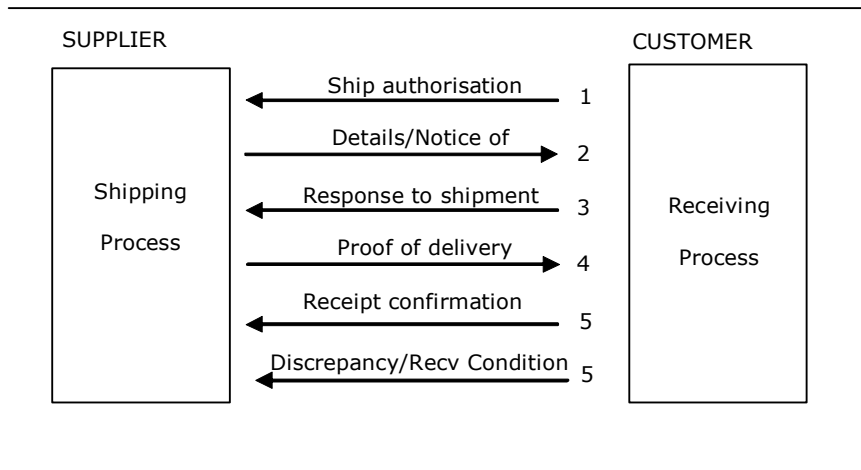 SUPPLIER
CUSTOMER
Ship authorisation 1
Details/Notice of 2
Response to shipment 3
Proof of delivery 4
Receipt confirmation 5
Discrepancy/Recv Condition 5
Shipping
Process
Receiving
Process